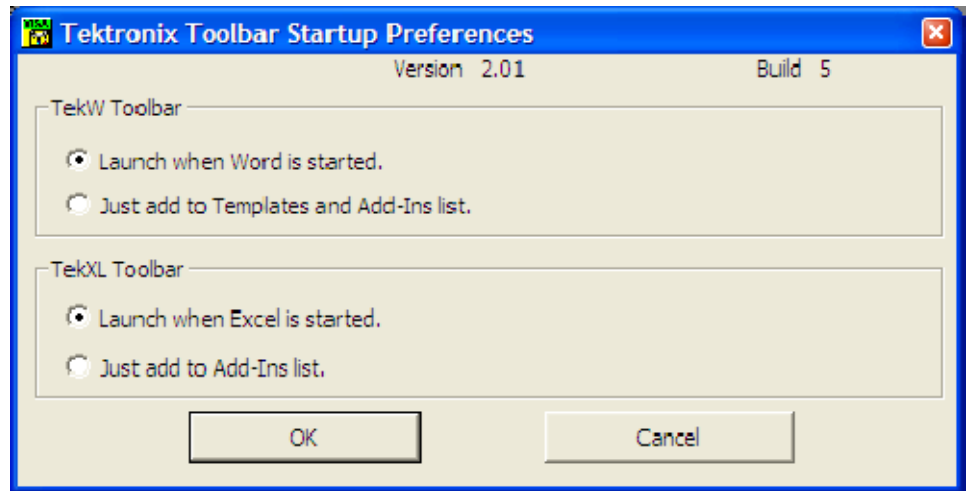 Tektronix Toolbar Startup Preferences
Version 2.01 Build 5
TekW Toolbar
Launch when Word is started.
Just add to Templates and Add-Ins list.
TekXL Toolbar
Launch when Excel is started.
Just add to Add-Ins list.
OK Cancel